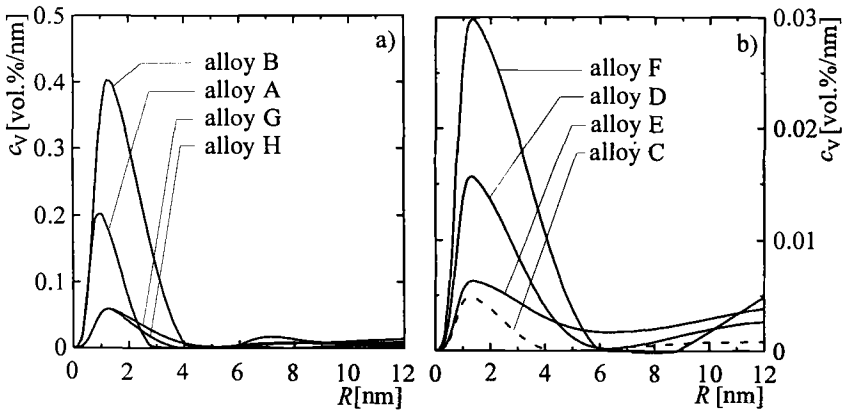 a)
c_V [vol.%/nm]
0.5
0.4
0.3
0.2
0.1
0
alloy B
alloy A
alloy G
alloy H
0 2 4 6 8 10 12
R[nm]
b)
alloy F
alloy D
alloy E
alloy C
0.03
0.02
0.01
0
c_V [vol.%/nm]
0 2 4 6 8 10 12
R[nm]